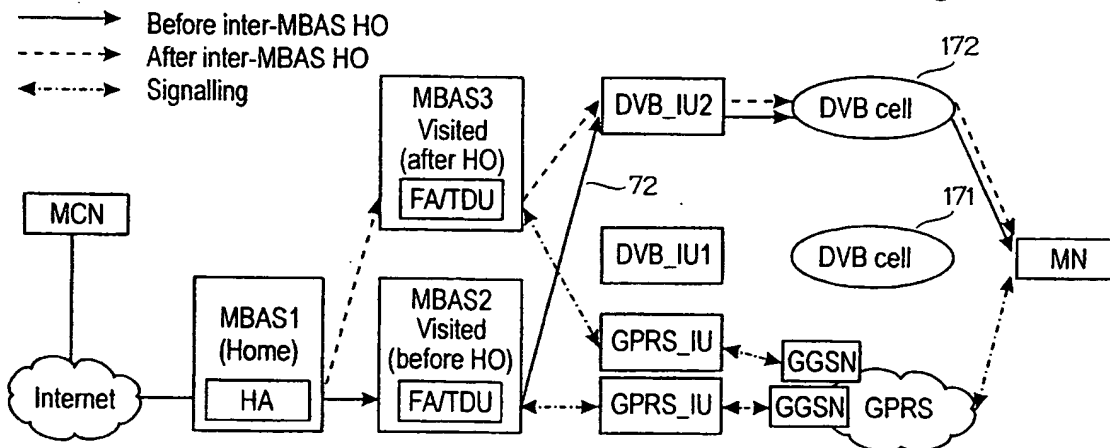 Before inter-MBAS HO
After inter-MBAS HO
Signalling
MCN
Internet
MBAS1
(Home)
HA
MBAS3
Visited
(after HO)
FA/TDU
MBAS2
Visited
(before HO)
FA/TDU
DVB_IU2
72
DVB_IU1
GPRS_IU
GPRS_IU
172
DVB cell
171
DVB cell
GGSN
GGSN
GPRS
MN